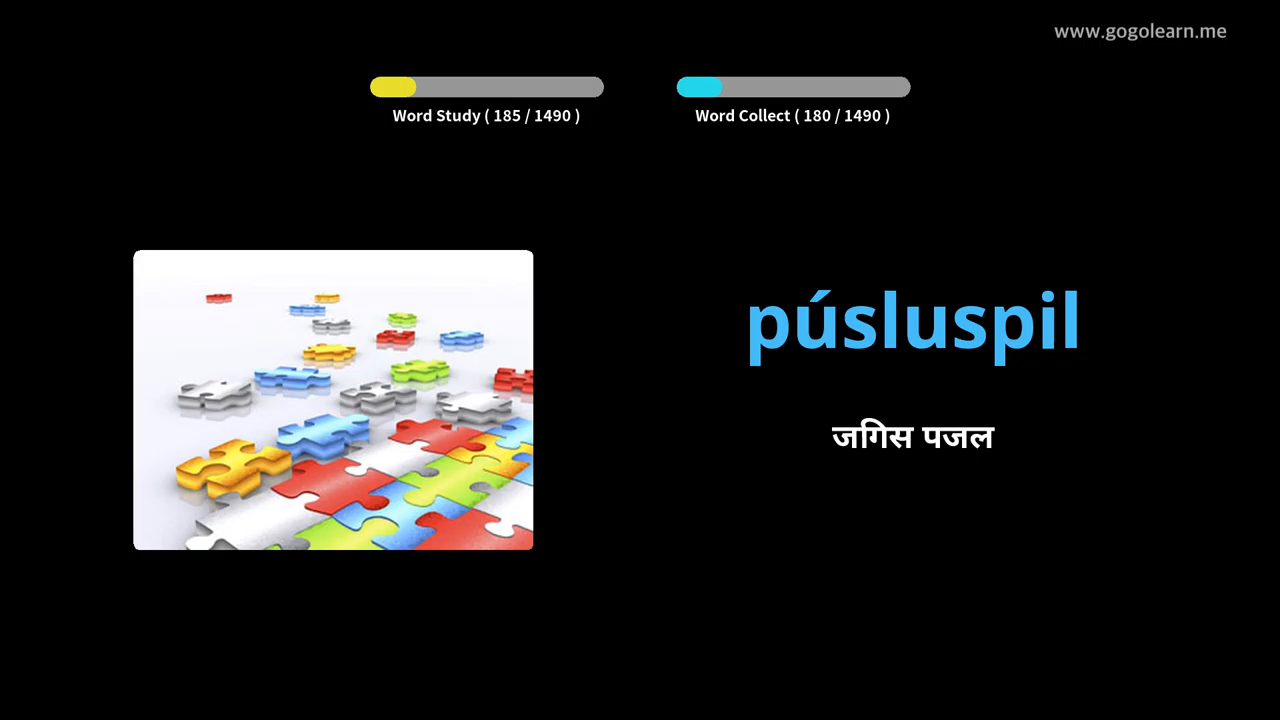 www.gogolearn.me
Word Study ( 185 / 1490 )
Word Collect ( 180 / 1490 )
púsluspil
जगिस पजल